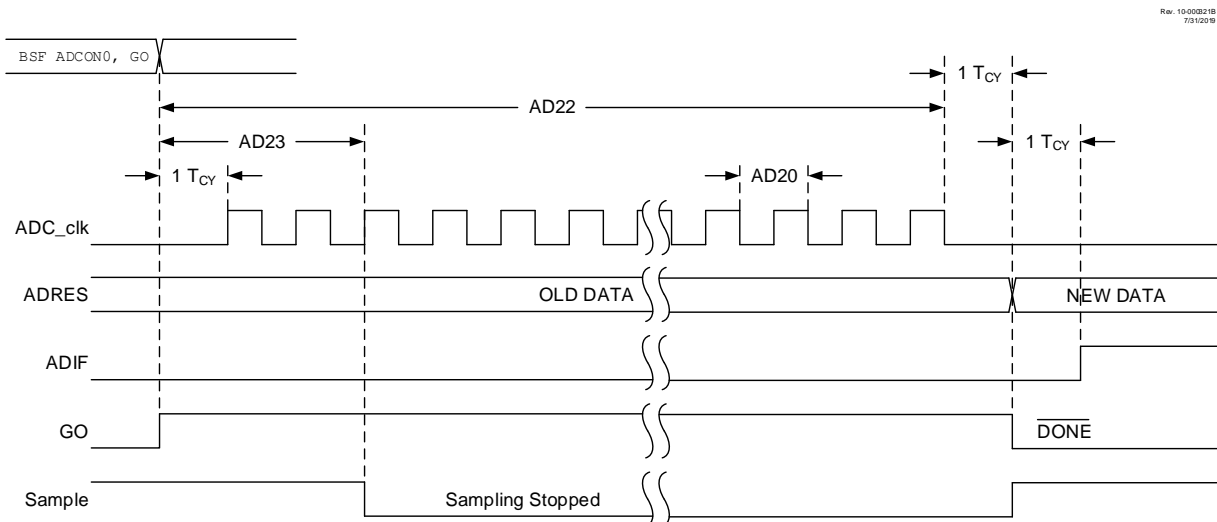 Rev. 10-000321B
7/31/2019
BSF ADCON0, GO
1 TCY
AD22
1 TCY
AD23
1 TCY
AD20
ADC_clk
ADRES
OLD DATA
NEW DATA
ADIF
GO
DONE
Sample
Sampling Stopped